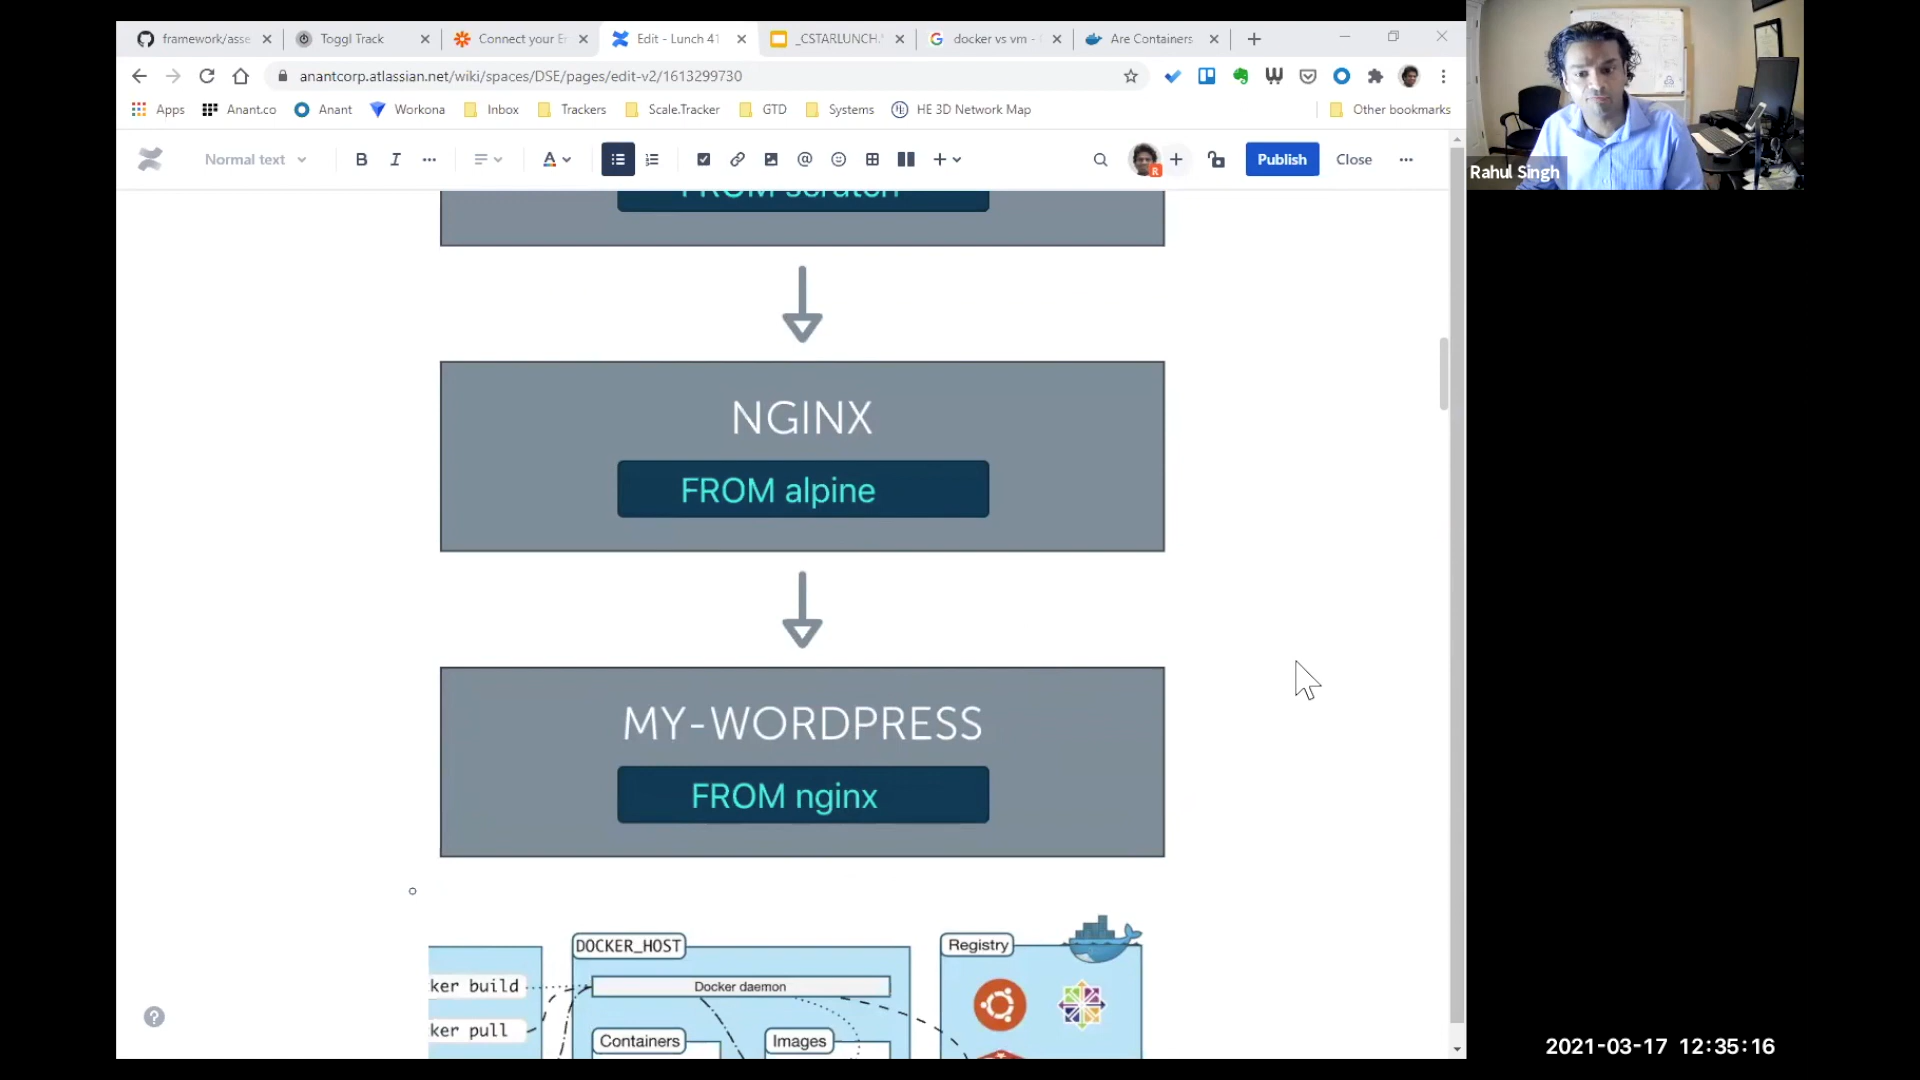 framework/asse
Toggl Track
Connect your E
Edit - Lunch 41
_CSTARLUNCH.
docker vs vm -
Are Containers
anantcorp.atlassian.net/wiki/spaces/DSE/pages/edit-v2/1613299730
Apps
Anant.co
Anant
Workona
Inbox
Trackers
Scale.Tracker
GTD
Systems
HE 3D Network Map
Other bookmarks
Normal text
B
I
A
R
Publish
Close
Rahul Singh
FROM scratch
NGINX
FROM alpine
MY-WORDPRESS
FROM nginx
DOCKER_HOST
Registry
ker build
Docker daemon
ker pull
Containers
Images
2021-03-17 12:35:16